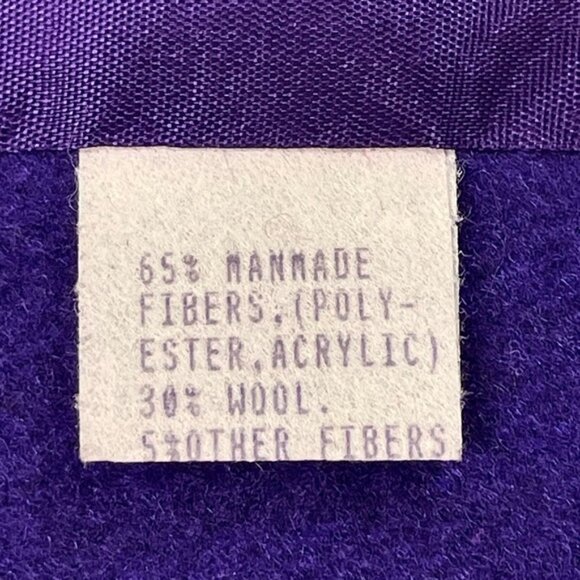 65% MANMADE
FIBERS,(POLY-
ESTER,ACRYLIC)
30% WOOL.
5%OTHER FIBERS